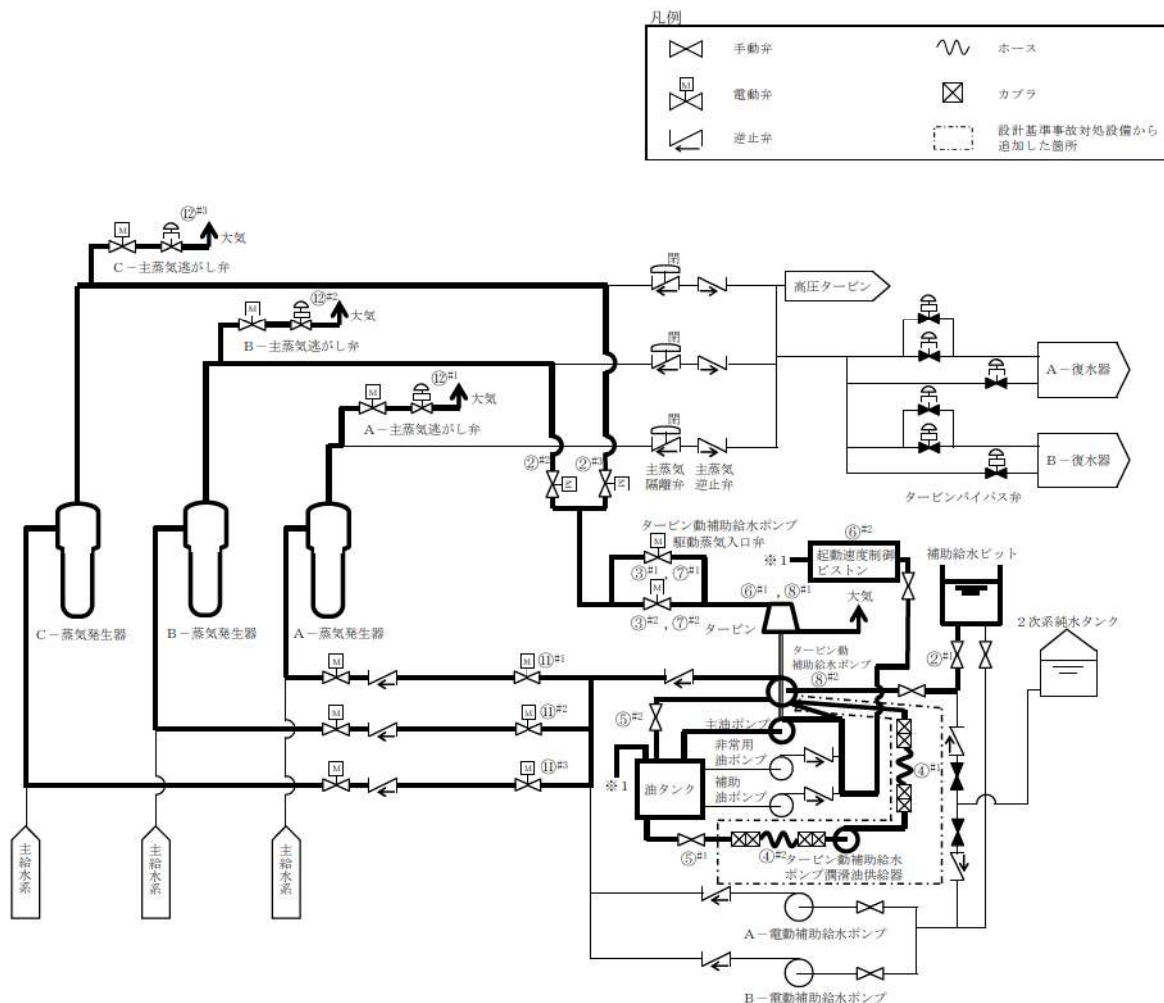 凡例
手動弁
ホース
M
電動弁
カプラ
逆止弁
設計基準事故対処設備から
追加した箇所
⑫#3
M
大気
C－主蒸気逃がし弁
⑫#2
M
大気
B－主蒸気逃がし弁
⑫#1
M
大気
A－主蒸気逃がし弁
閉
高圧タービン
閉
A－復水器
閉
B－復水器
主蒸気
隔離弁
主蒸気
逆止弁
タービンバイパス弁
②#2
②#3
M
M
タービン動補助給水ポンプ
駆動蒸気入口弁
M
③#1，⑦#1
M
③#2，⑦#2
⑥#2
※1
起動速度制御
ピストン
補助給水ピット
⑥#1，⑧#1
大気
タービン
C－蒸気発生器
B－蒸気発生器
A－蒸気発生器
2次系純水タンク
タービン動
補助給水ポンプ
⑧#2
②#1
M
⑪#1
M
M
⑪#2
M
M
⑪#3
M
⑤#2
主油ポンプ
非常用
油ポンプ
補助
油ポンプ
※1
油タンク
④#1
⑤#1
④#2
タービン動補助給水
ポンプ潤滑油供給器
主給水系
主給水系
主給水系
A－電動補助給水ポンプ
B－電動補助給水ポンプ